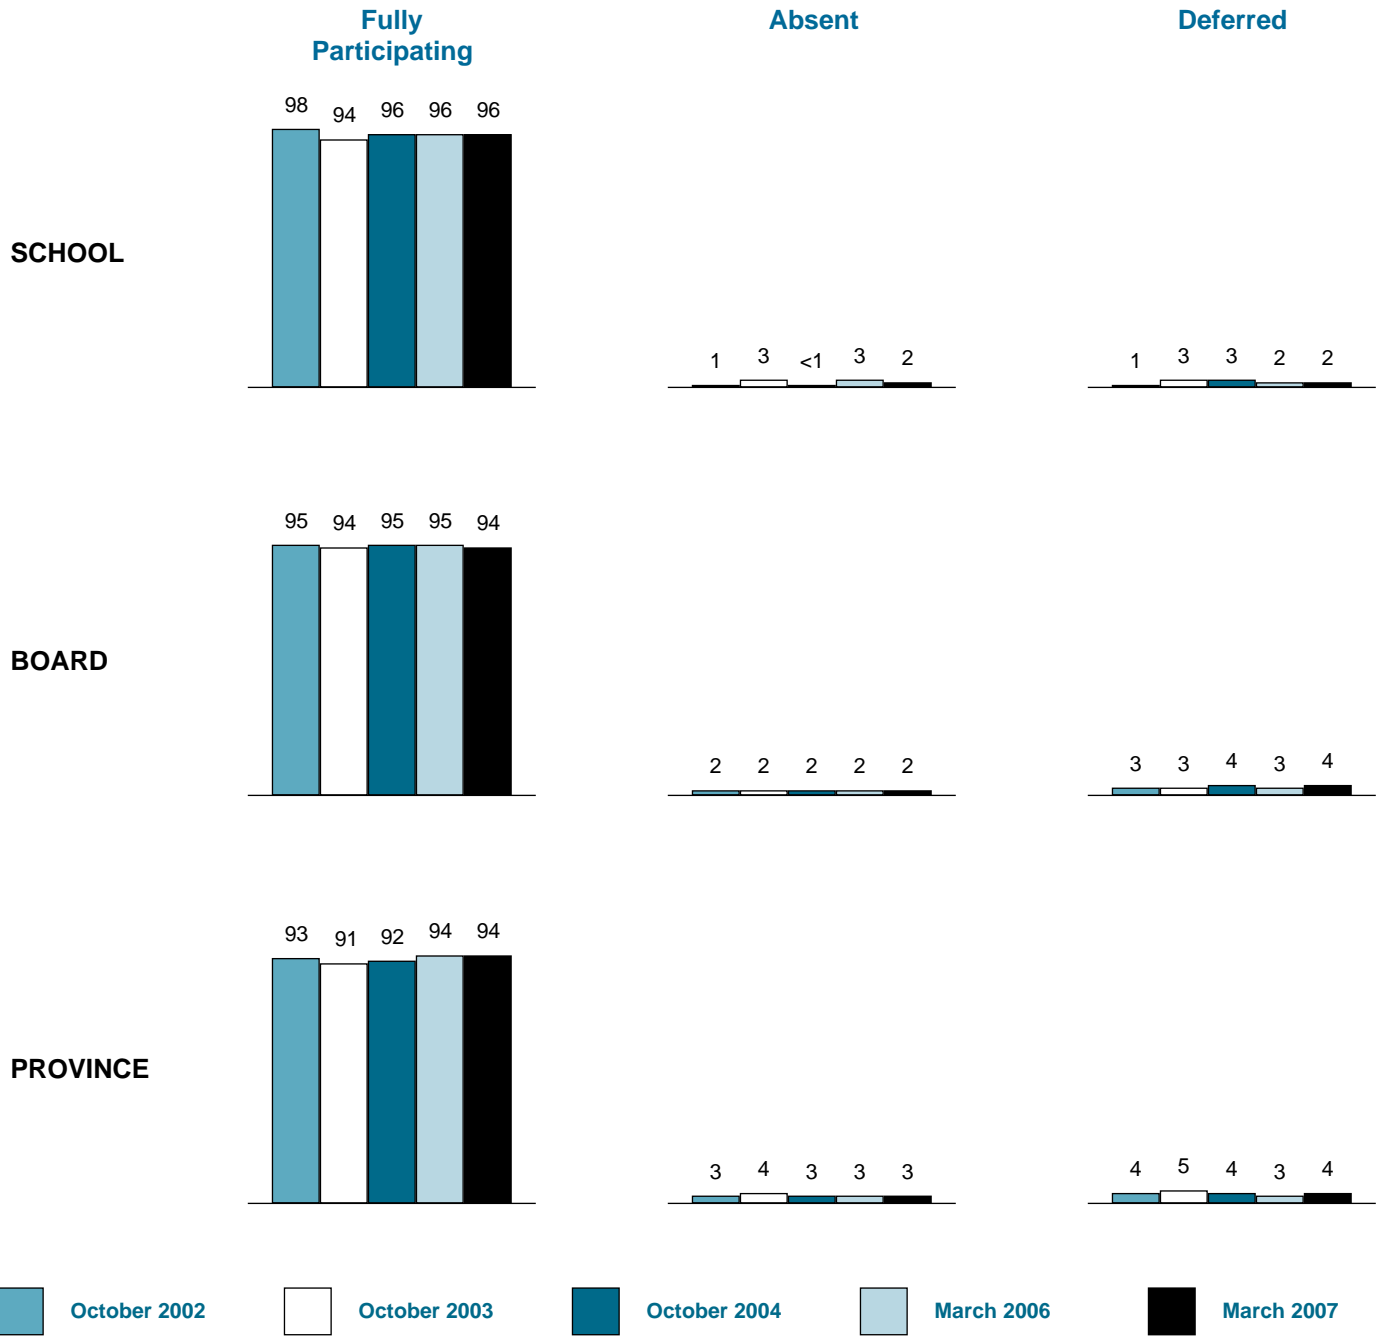 Fully
Participating
Absent
Deferred
98 94 96 96 96
SCHOOL
1 3 <1 3 2
1 3 3 2 2
95 94 95 95 94
BOARD
2 2 2 2 2
3 3 4 3 4
93 91 92 94 94
PROVINCE
3 4 3 3 3
4 5 4 3 4
October 2002
October 2003
October 2004
March 2006
March 2007